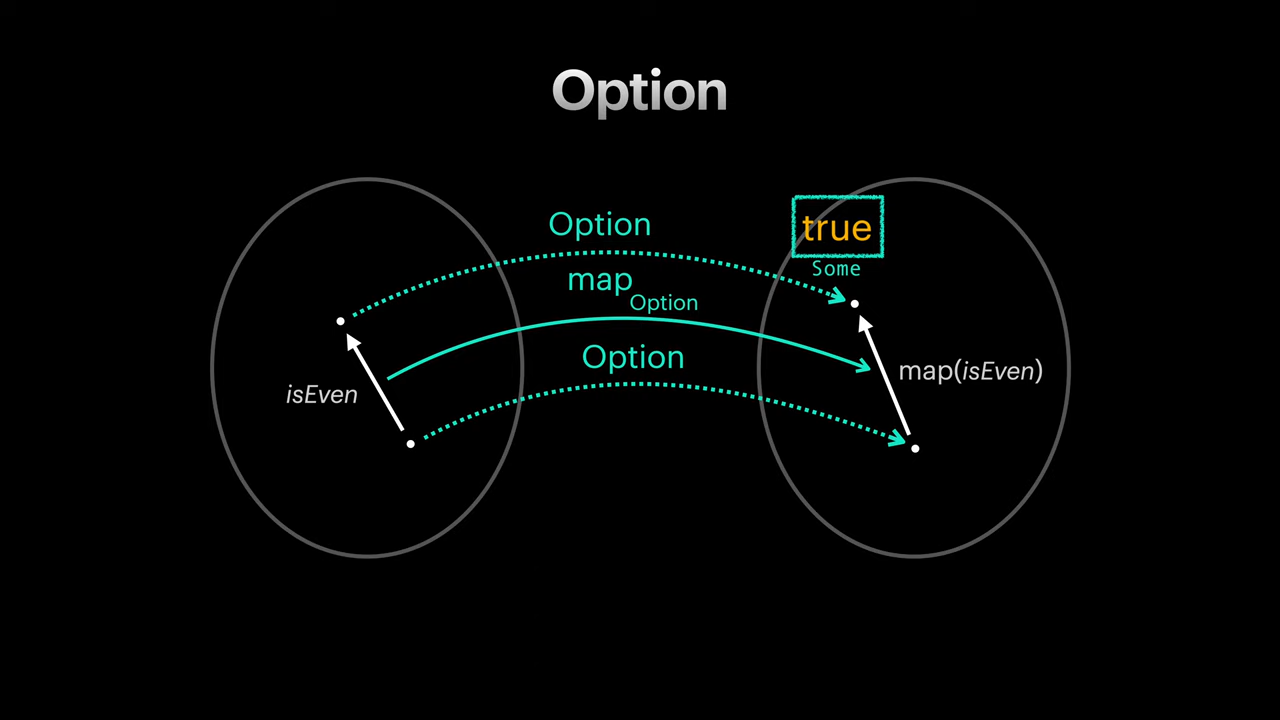 Option
Option
true
Some
map
Option
Option
map(isEven)
isEven